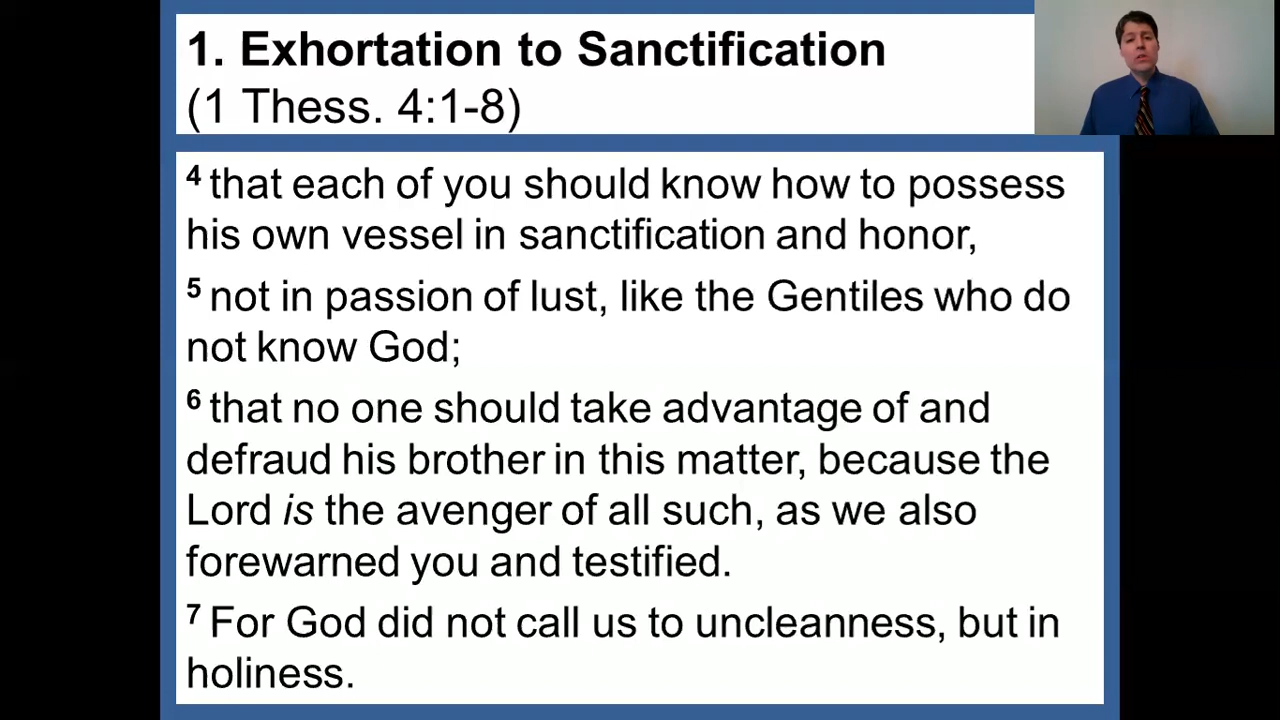 1. Exhortation to Sanctification
(1 Thess. 4:1-8)
4 that each of you should know how to possess
his own vessel in sanctification and honor,
5 not in passion of lust, like the Gentiles who do
not know God;
6 that no one should take advantage of and
defraud his brother in this matter, because the
Lord is the avenger of all such, as we also
forewarned you and testified.
7 For God did not call us to uncleanness, but in
holiness.